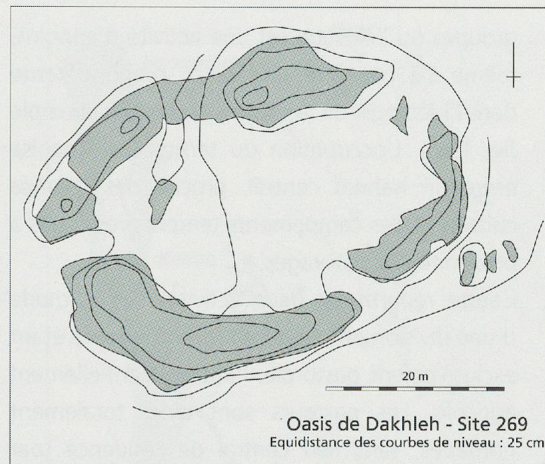 20 m
Oasis de Dakhleh - Site 269
Equidistance des courbes de niveau : 25 cm